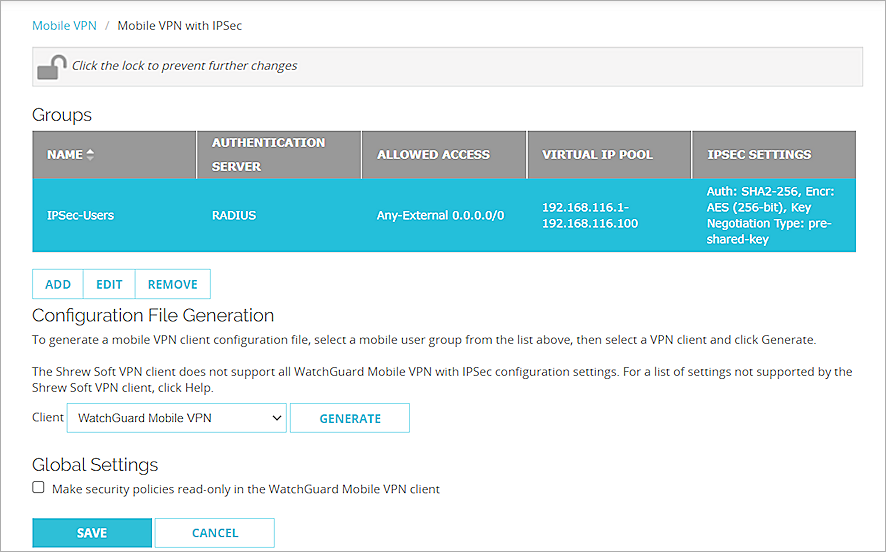 Mobile VPN / Mobile VPN with IPSec
Click the lock to prevent further changes
Groups
NAME
AUTHENTICATION
SERVER
ALLOWED ACCESS
VIRTUAL IP POOL
IPSEC SETTINGS
IPSec-Users
RADIUS
Any-External 0.0.0.0/0
192.168.116.1-
192.168.116.100
Auth: SHA2-256, Encr:
AES (256-bit), Key
Negotiation Type: pre-
shared-key
ADD EDIT REMOVE
Configuration File Generation
To generate a mobile VPN client configuration file, select a mobile user group from the list above, then select a VPN client and click Generate.
The Shrew Soft VPN client does not support all WatchGuard Mobile VPN with IPSec configuration settings. For a list of settings not supported by the
Shrew Soft VPN client, click Help.
Client WatchGuard Mobile VPN GENERATE
Global Settings
Make security policies read-only in the WatchGuard Mobile VPN client
SAVE CANCEL